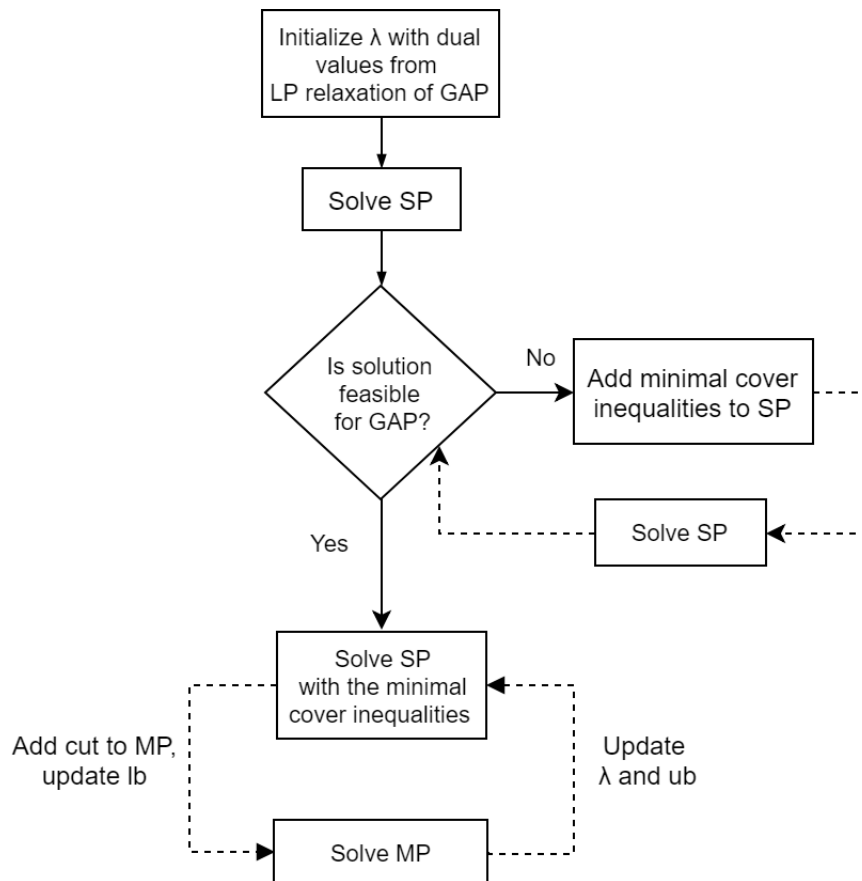 Initialize λ with dual
values from
LP relaxation of GAP
Solve SP
Is solution
feasible
for GAP?
No
Add minimal cover
inequalities to SP
Solve SP
Yes
Solve SP
with the minimal
cover inequalities
Add cut to MP,
update lb
Update
λ and ub
Solve MP